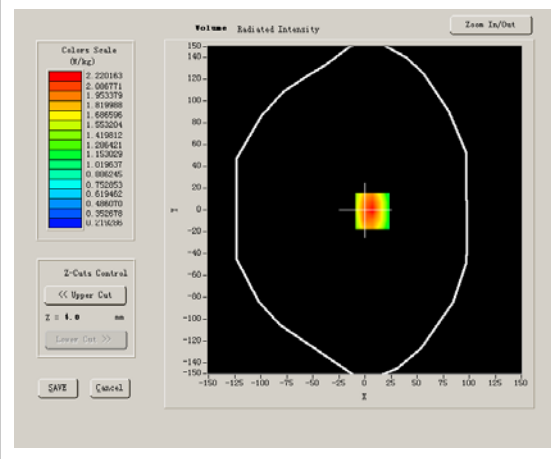 Volume Radiated Intensity
Zoom In/Out
Colors Scale
(W/kg)
2.220163
2.086771
1.953379
1.819988
1.686596
1.553204
1.419812
1.286421
1.153029
1.019637
0.886245
0.752853
0.619462
0.486070
0.352678
0.219286
Z-Cuts Control
<< Upper Cut
Z = 4.0 mm
Lower Cut >>
SAVE
Cancel
150
140
120
100
80
60
40
20
0
-20
-40
-60
-80
-100
-120
-140
-150
Y
-150 -125 -100 -75 -50 -25 0 25 50 75 100 125 150
X